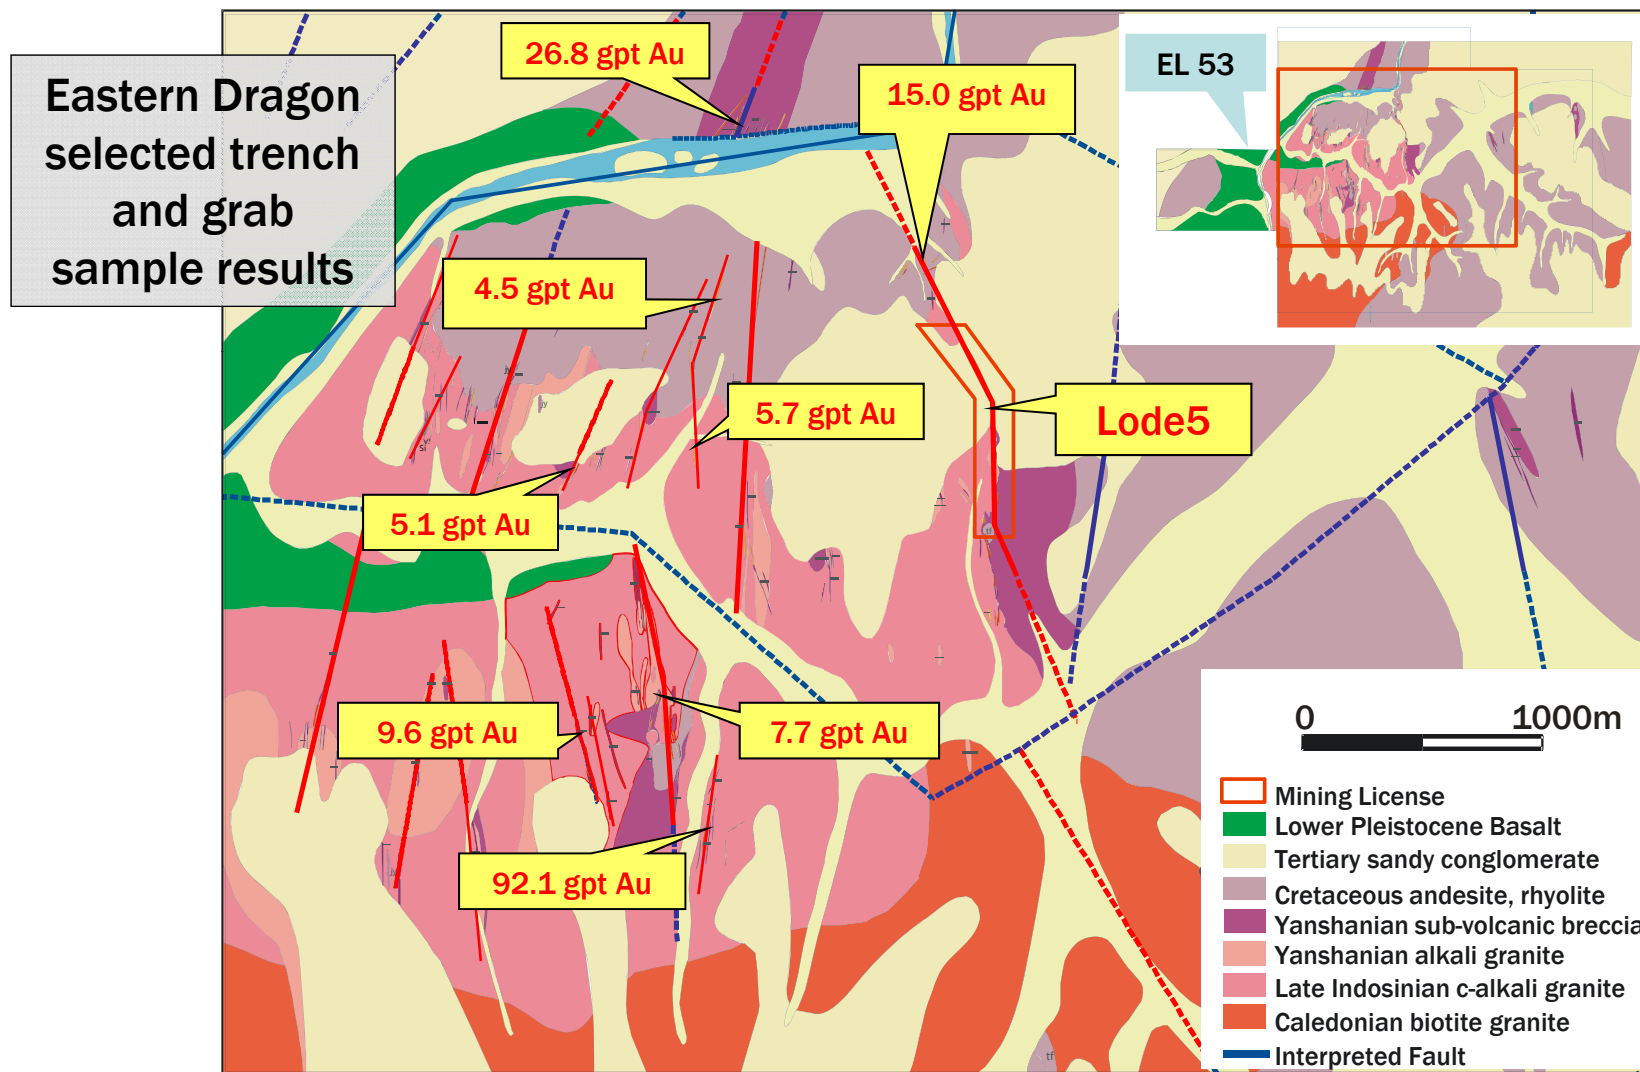 Eastern Dragon
selected trench
and grab
sample results
26.8 gpt Au
15.0 gpt Au
EL 53
4.5 gpt Au
5.7 gpt Au
Lode5
5.1 gpt Au
9.6 gpt Au
7.7 gpt Au
92.1 gpt Au
0 1000m
Mining License
Lower Pleistocene Basalt
Tertiary sandy conglomerate
Cretaceous andesite, rhyolite
Yanshanian sub-volcanic breccia
Yanshanian alkali granite
Late Indosinian c-alkali granite
Caledonian biotite granite
Interpreted Fault
tf